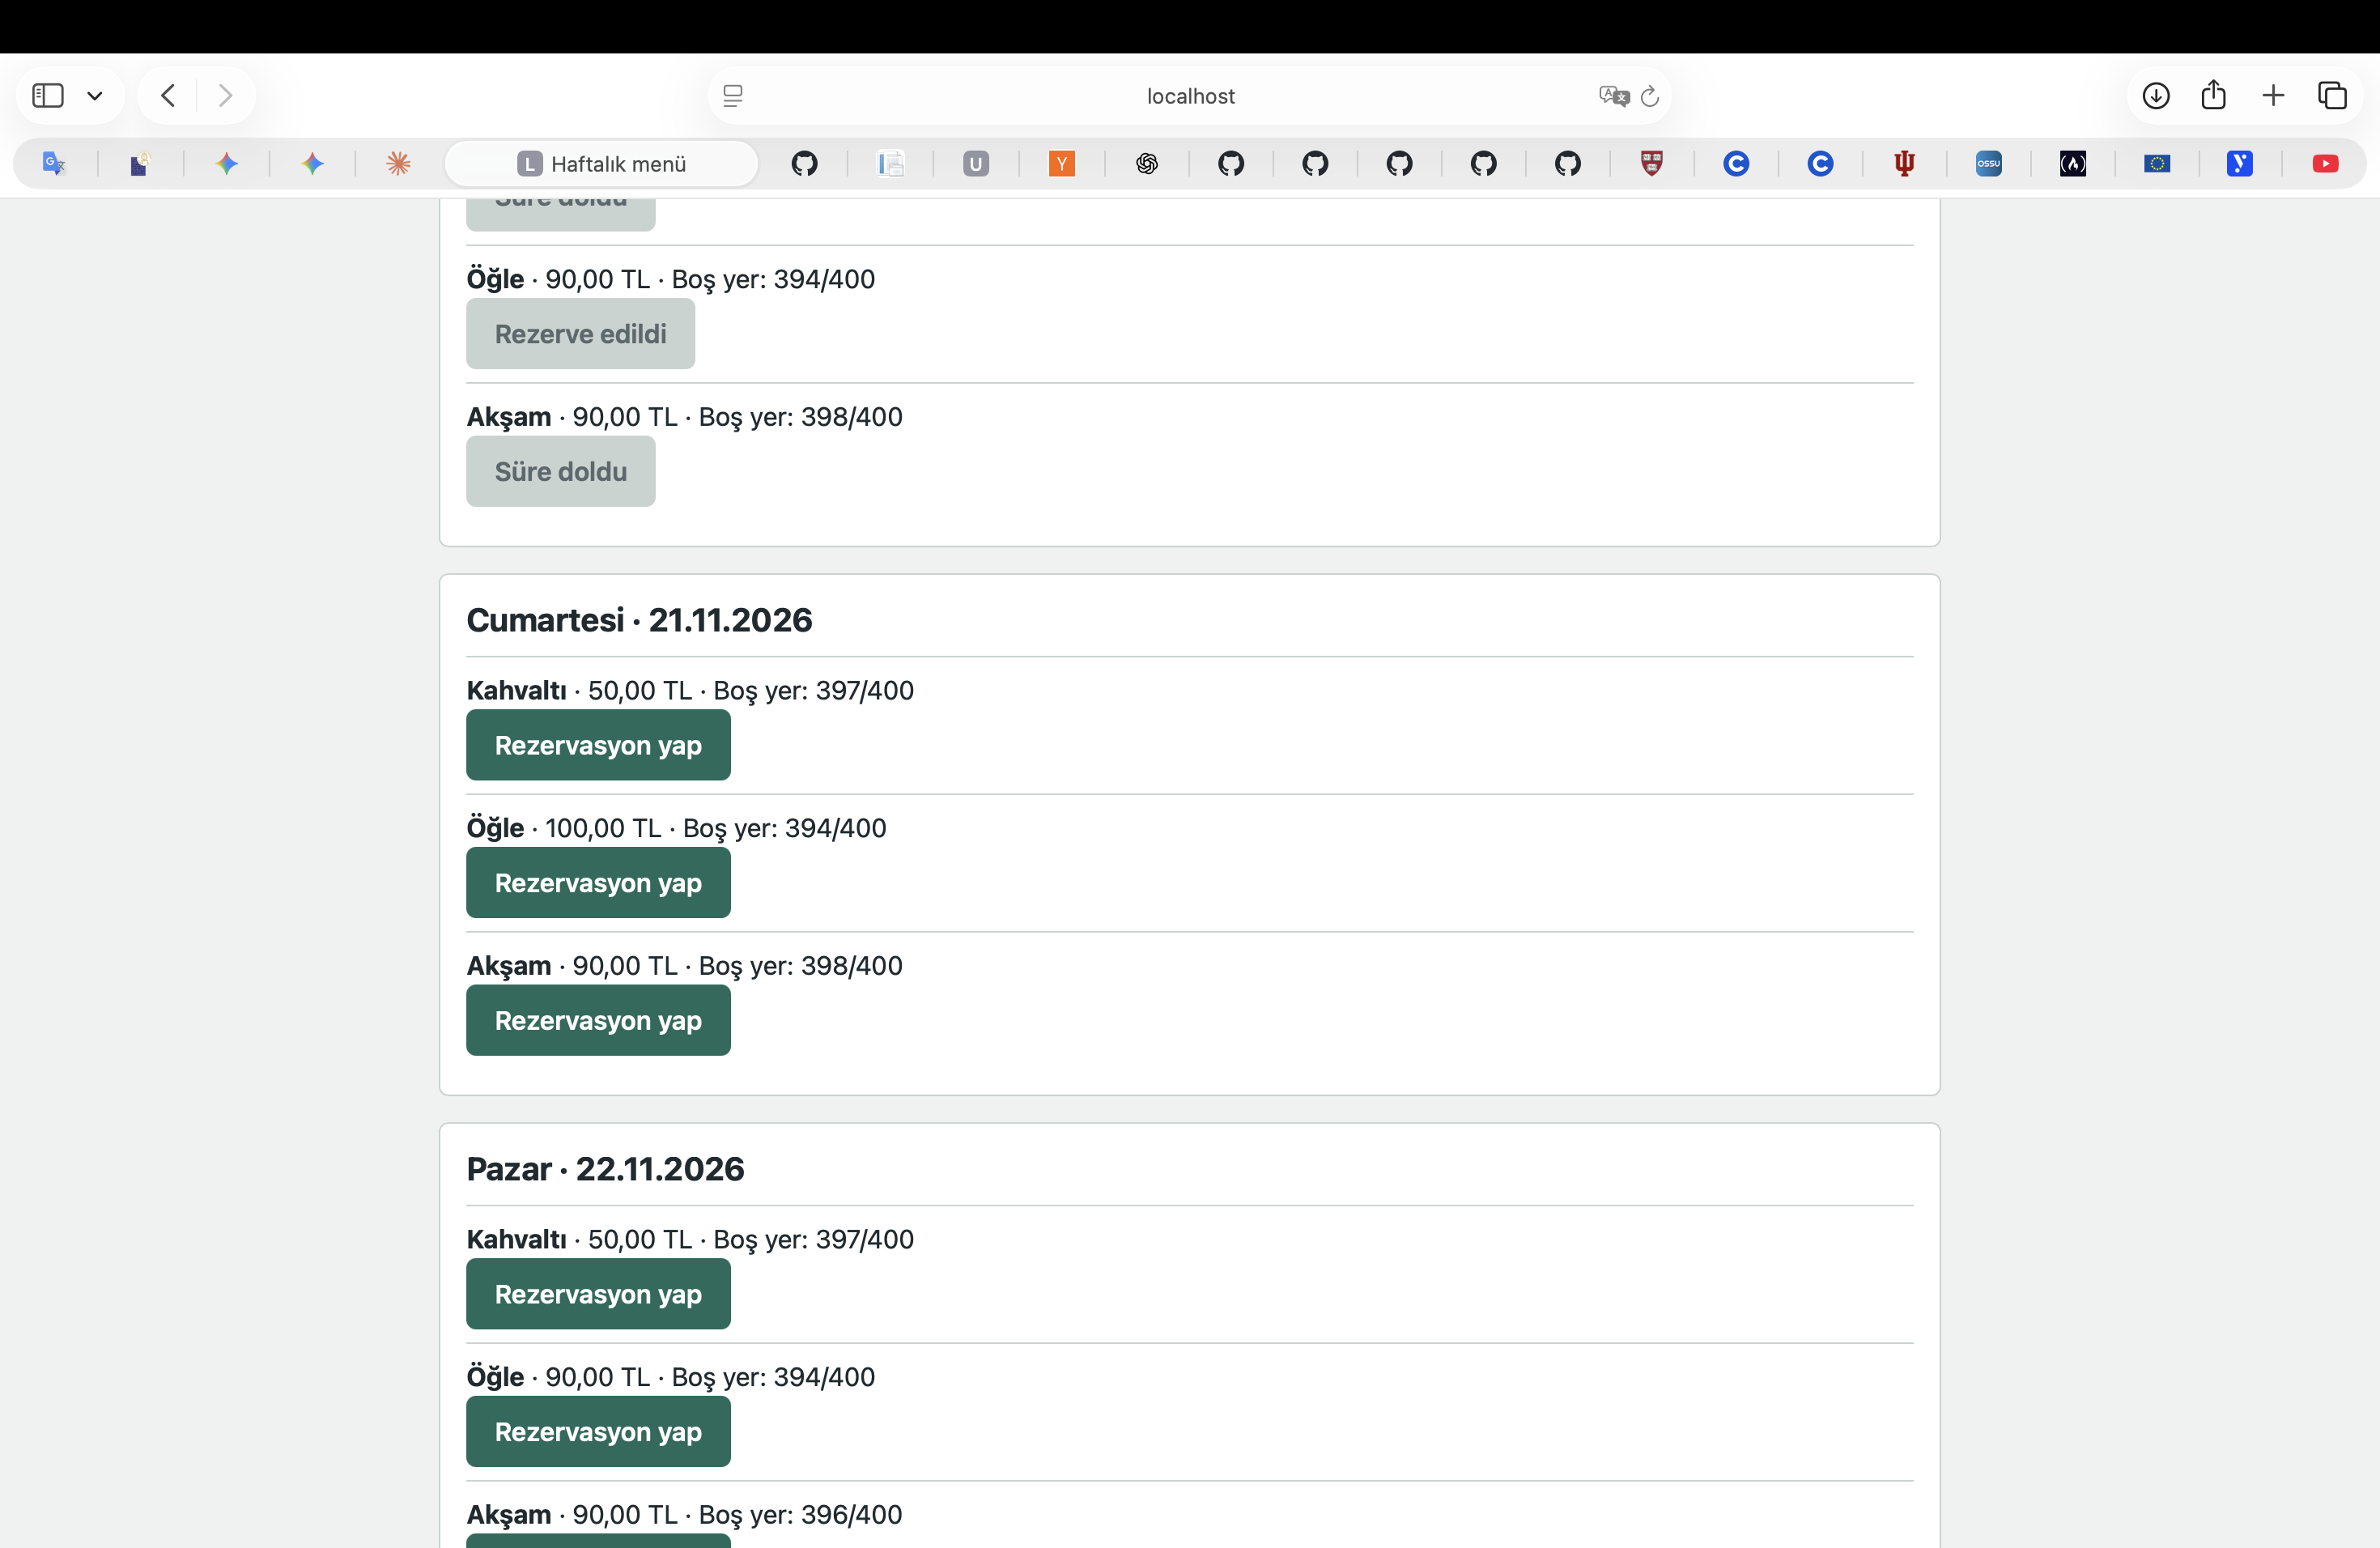 localhost
L Haftalık menü
U
Y
OSSU
Süre doldu
Öğle · 90,00 TL · Boş yer: 394/400
Rezerve edildi
Akşam · 90,00 TL · Boş yer: 398/400
Süre doldu
Cumartesi · 21.11.2026
Kahvaltı · 50,00 TL · Boş yer: 397/400
Rezervasyon yap
Öğle · 100,00 TL · Boş yer: 394/400
Rezervasyon yap
Akşam · 90,00 TL · Boş yer: 398/400
Rezervasyon yap
Pazar · 22.11.2026
Kahvaltı · 50,00 TL · Boş yer: 397/400
Rezervasyon yap
Öğle · 90,00 TL · Boş yer: 394/400
Rezervasyon yap
Akşam · 90,00 TL · Boş yer: 396/400